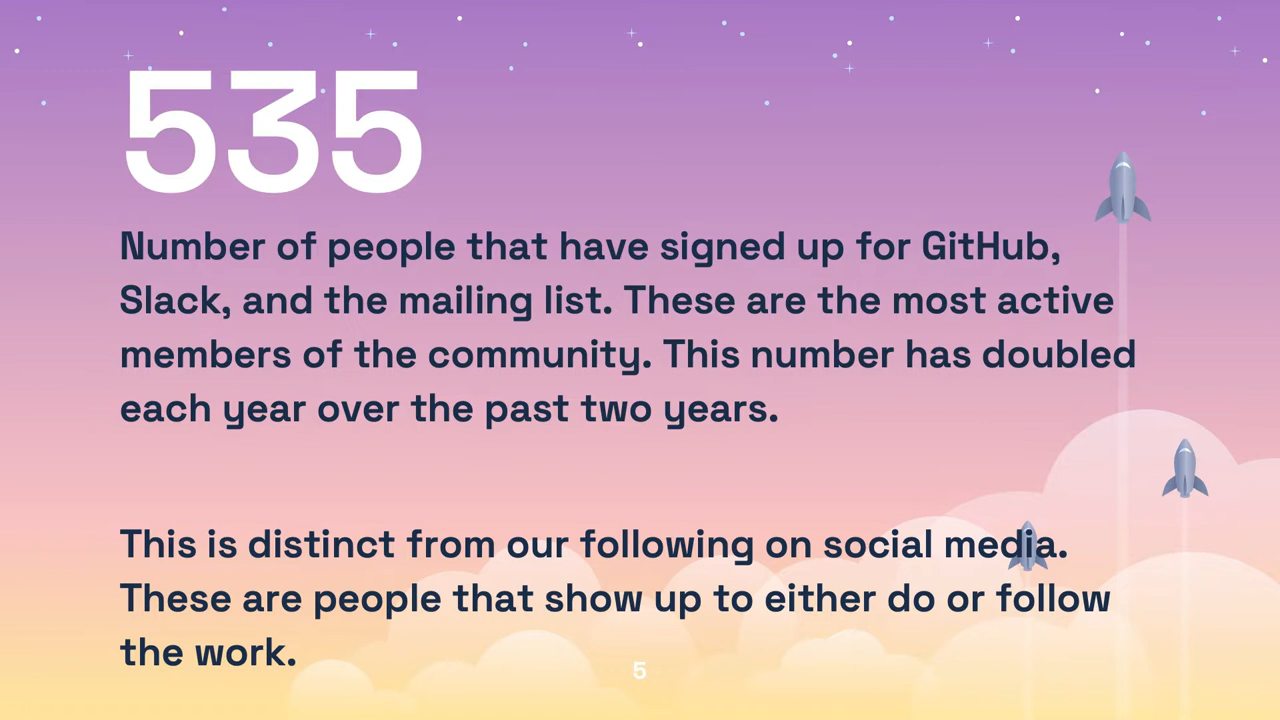 535
Number of people that have signed up for GitHub,
Slack, and the mailing list. These are the most active
members of the community. This number has doubled
each year over the past two years.
This is distinct from our following on social media.
These are people that show up to either do or follow
the work.
5